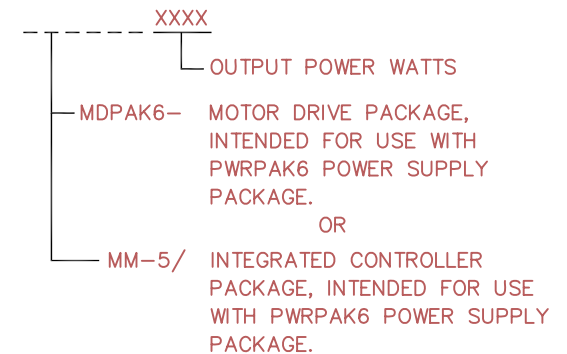 XXXX
OUTPUT POWER WATTS
MDPAK6- MOTOR DRIVE PACKAGE,
INTENDED FOR USE WITH
PWRPAK6 POWER SUPPLY
PACKAGE.
OR
MM-5/ INTEGRATED CONTROLLER
PACKAGE, INTENDED FOR USE
WITH PWRPAK6 POWER SUPPLY
PACKAGE.